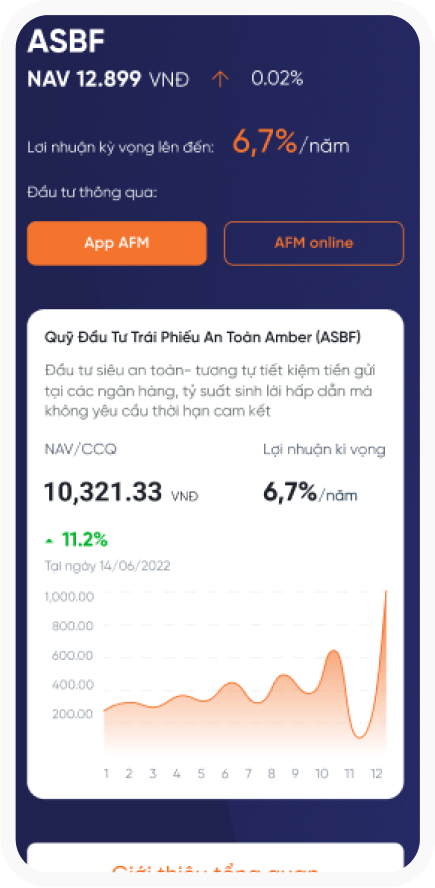 ASBF
NAV 12.899 VNĐ ↑ 0.02%
Lơi nhuận kỳ vọng lên đến: 6,7%/năm
Đầu tư thông qua:
App AFM
AFM online
Quỹ Đầu Tư Trái Phiếu An Toàn Amber (ASBF)
Đầu tư siêu an toàn- tương tự tiết kiệm tiền gửi
tại các ngân hàng, tỷ suất sinh lời hấp dẫn mà
không yêu cầu thời hạn cam kết
NAV/CCQ Lợi nhuận kì vọng
10,321.33 VNĐ 6,7%/năm
11.2%
Tại ngày 14/06/2022
1,000.00
800.00
600.00
400.00
200.00
1 2 3 4 5 6 7 8 9 10 11 12
Giới thiệu tổng quan